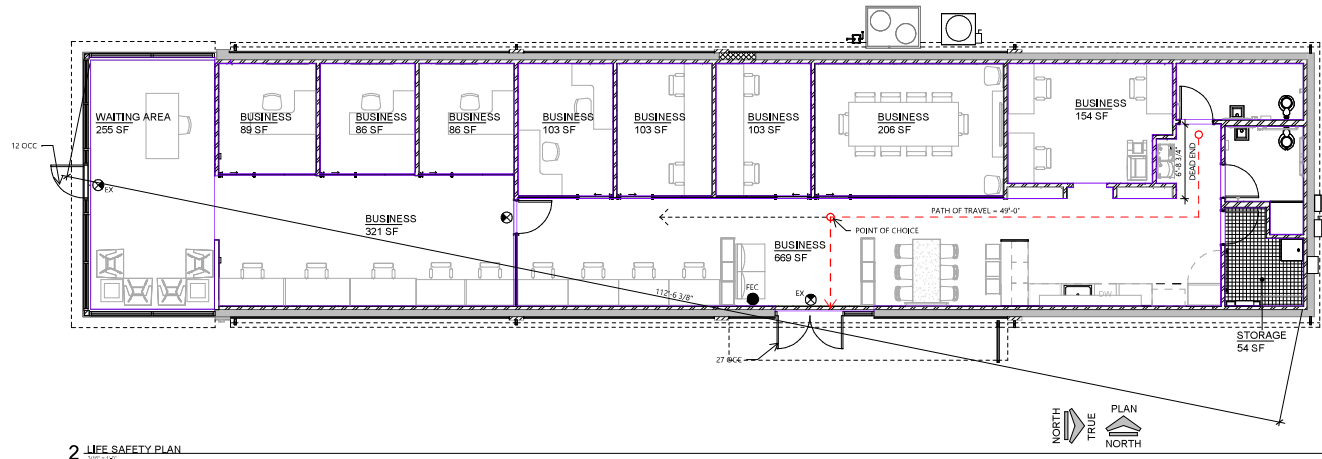 WAITING AREA
255 SF
BUSINESS
89 SF
BUSINESS
86 SF
BUSINESS
86 SF
BUSINESS
103 SF
BUSINESS
103 SF
BUSINESS
103 SF
BUSINESS
206 SF
BUSINESS
154 SF
6'-8 3/4"
DEAD END
12 OCC
EX
BUSINESS
321 SF
PATH OF TRAVEL = 49'-0"
POINT OF CHOICE
BUSINESS
669 SF
112'-6 3/8"
FEC
EX
DW
27 OCC
STORAGE
54 SF
NORTH
TRUE
PLAN
NORTH
2 LIFE SAFETY PLAN